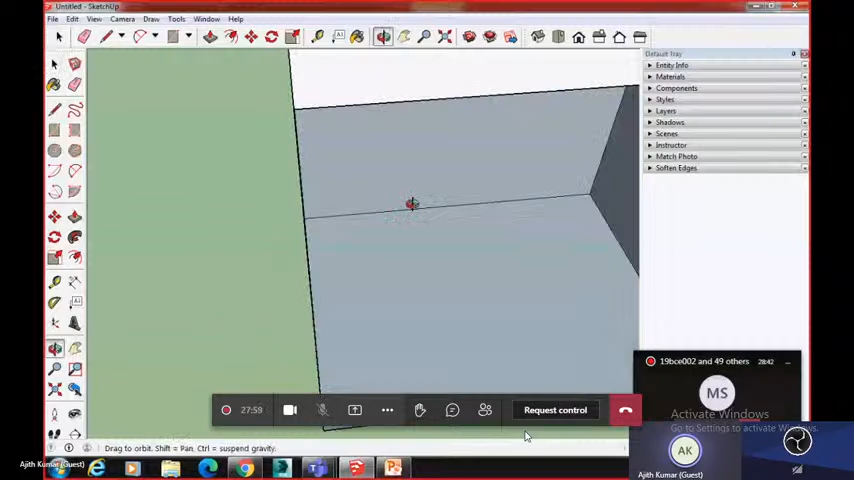 Untitled - SketchUp
File Edit View Camera Draw Tools Window Help
Default Tray
Entity Info
Materials
Components
Styles
Layers
Shadows
Scenes
Instructor
Match Photo
Soften Edges
19bce002 and 49 others 28:42
MS
Activate Windows
Go to Settings to activate Windows.
27:59
Request control
AK
Drag to orbit. Shift = Pan, Ctrl = suspend gravity.
Ajith Kumar (Guest)
Ajith Kumar (Guest)